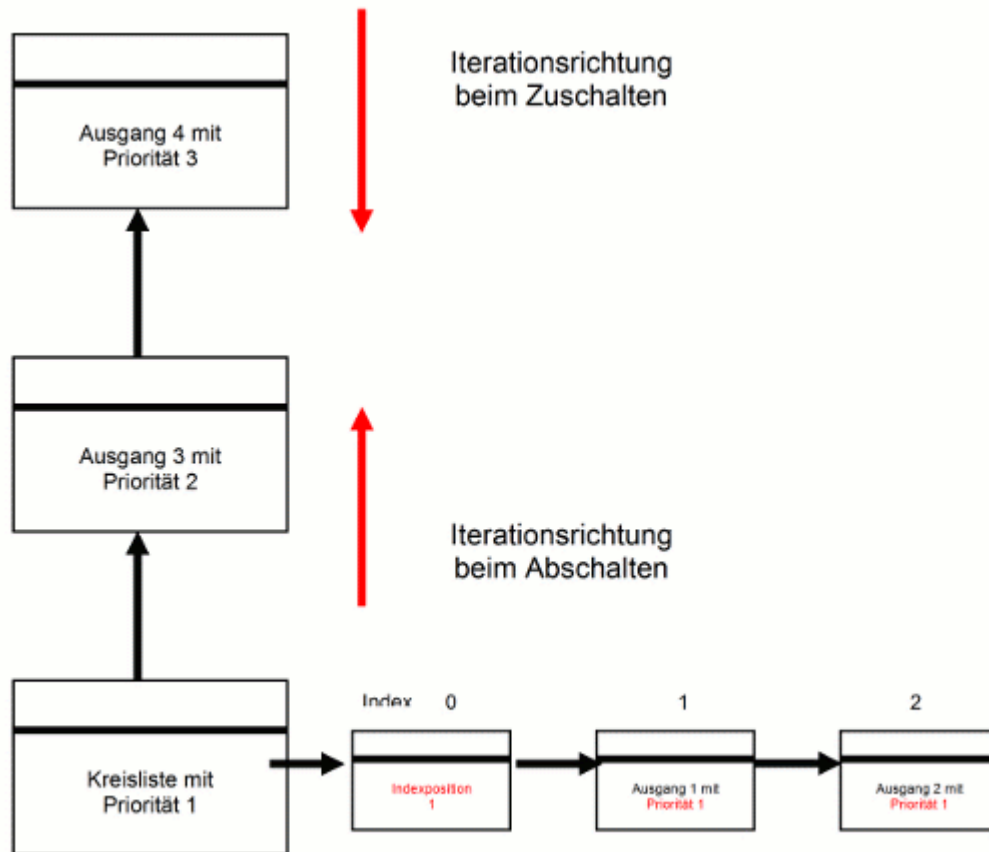 Iterationsrichtung
beim Zuschalten
Ausgang 4 mit
Priorität 3
Ausgang 3 mit
Priorität 2
Iterationsrichtung
beim Abschalten
Index 0 1 2
Kreisliste mit
Priorität 1
Indexposition
1
Ausgang 1 mit
Priorität 1
Ausgang 2 mit
Priorität 1